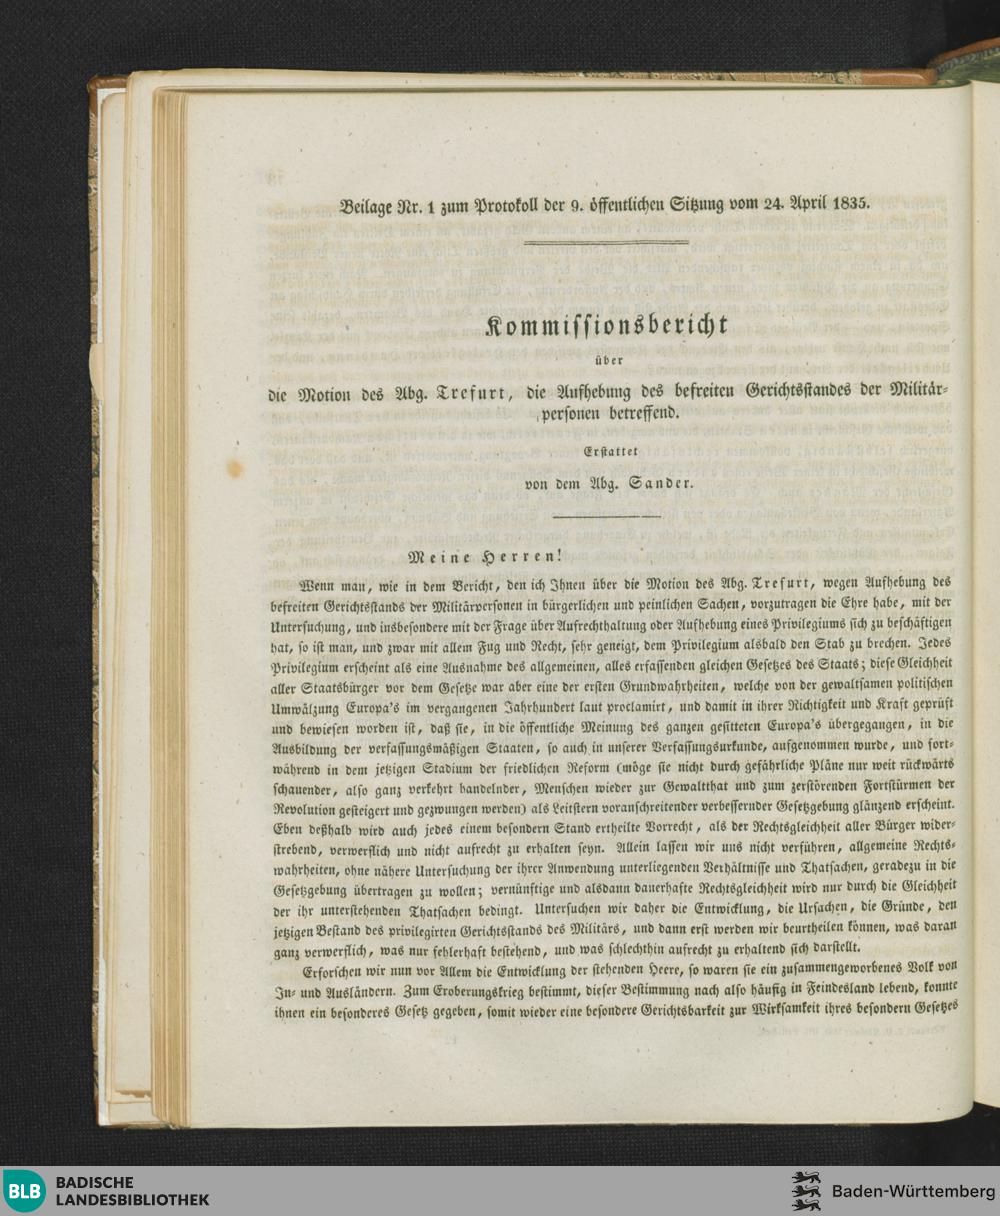 Beilage Nr. 1 zum Protokoll der 9. öffentlichen Sitzung vom 24. April 1835.
Kommissionsbericht
über
die Motion des Abg. Trefurt, die Aufhebung des befreiten Gerichtsstandes der Militär-
personen betreffend.
Erstattet
von dem Abg. Sander.
Meine Herren!
Wenn man, wie in dem Bericht, den ich Ihnen über die Motion des Abg. Trefurt, wegen Aufhebung des
befreiten Gerichtsstands der Militärpersonen in bürgerlichen und peinlichen Sachen, vorzutragen die Ehre habe, mit der
Untersuchung, und insbesondere mit der Frage über Aufrechthaltung oder Aufhebung eines Privilegiums sich zu beschäftigen
hat, so ist man, und zwar mit allem Fug und Recht, sehr geneigt, dem Privilegium alsbald den Stab zu brechen. Jedes
Privilegium erscheint als eine Ausnahme des allgemeinen, alles erfassenden gleichen Gesetzes des Staats; diese Gleichheit
aller Staatsbürger vor dem Gesetze war aber eine der ersten Grundwahrheiten, welche von der gewaltsamen politischen
Umwälzung Europa's im vergangenen Jahrhundert laut proclamirt, und damit in ihrer Richtigkeit und Kraft geprüft
und bewiesen worden ist, daß sie, in die öffentliche Meinung des ganzen gesitteten Europa's übergegangen, in die
Ausbildung der verfassungsmäßigen Staaten, so auch in unserer Verfassungsurkunde, aufgenommen wurde, und fort-
während in dem jetzigen Stadium der friedlichen Reform (möge sie nicht durch gefährliche Pläne nur weit rückwärts
schauender, also ganz verkehrt handelnder, Menschen wieder zur Gewaltthat und zum zerstörenden Fortstürmen der
Revolution gesteigert und gezwungen werden) als Leitstern voranschreitender verbessernder Gesetzgebung glänzend erscheint.
Eben deßhalb wird auch jedes einem besondern Stand ertheilte Vorrecht, als der Rechtsgleichheit aller Bürger wider-
strebend, verwerflich und nicht aufrecht zu erhalten seyn. Allein lassen wir uns nicht verführen, allgemeine Rechts-
wahrheiten, ohne nähere Untersuchung der ihrer Anwendung unterliegenden Verhältnisse und Thatsachen, geradezu in die
Gesetzgebung übertragen zu wollen; vernünftige und alsdann dauerhafte Rechtsgleichheit wird nur durch die Gleichheit
der ihr unterstehenden Thatsachen bedingt. Untersuchen wir daher die Entwicklung, die Ursachen, die Gründe, den
jetzigen Bestand des privilegirten Gerichtsstands des Militärs, und dann erst werden wir beurtheilen können, was daran
ganz verwerflich, was nur fehlerhaft bestehend, und was schlechthin aufrecht zu erhaltend sich darstellt.
Erforschen wir nun vor Allem die Entwicklung der stehenden Heere, so waren sie ein zusammengeworbenes Volk von
In- und Ausländern. Zum Eroberungskrieg bestimmt, dieser Bestimmung nach also häufig in Feindesland lebend, konnte
ihnen ein besonderes Gesetz gegeben, somit wieder eine besondere Gerichtsbarkeit zur Wirksamkeit ihres besondern Gesetzes
BLB BADISCHE
LANDESBIBLIOTHEK
Baden-Württemberg